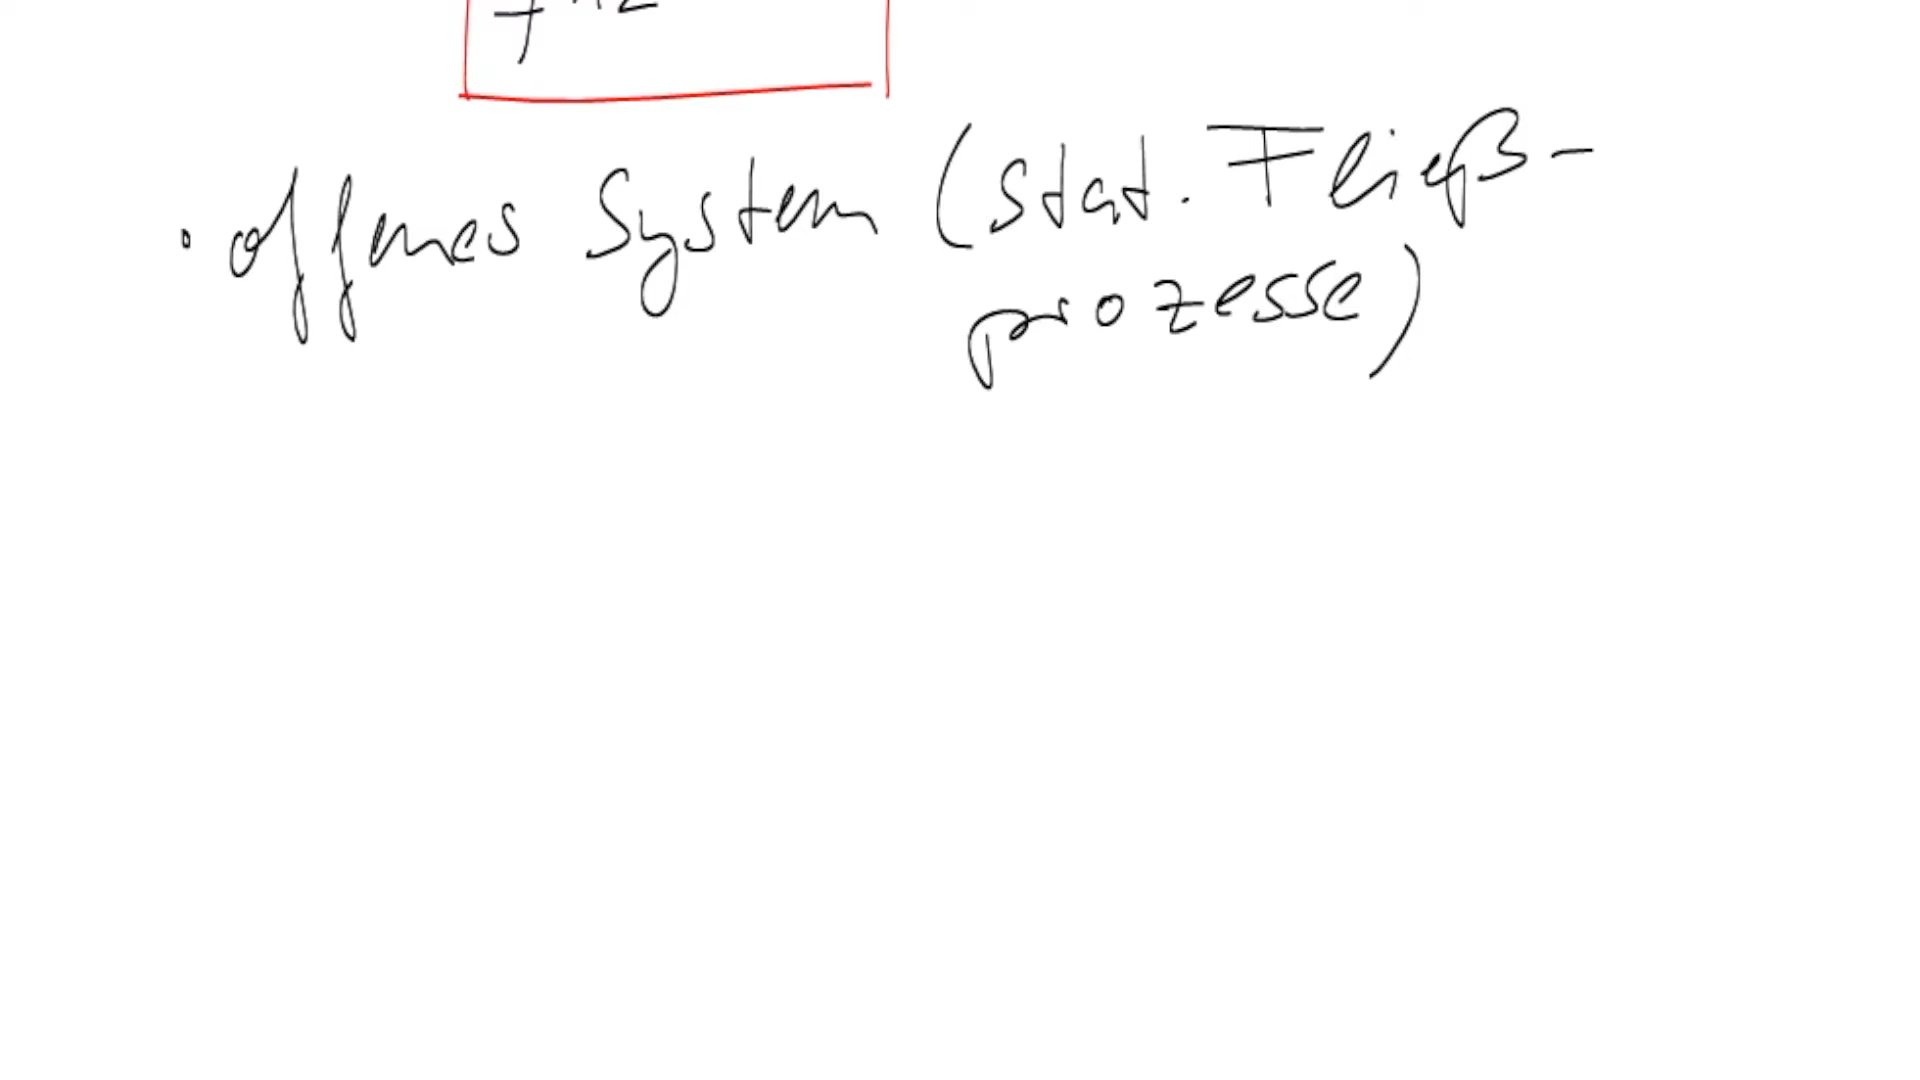 • offenes System (stat. Fließ-
prozesse)